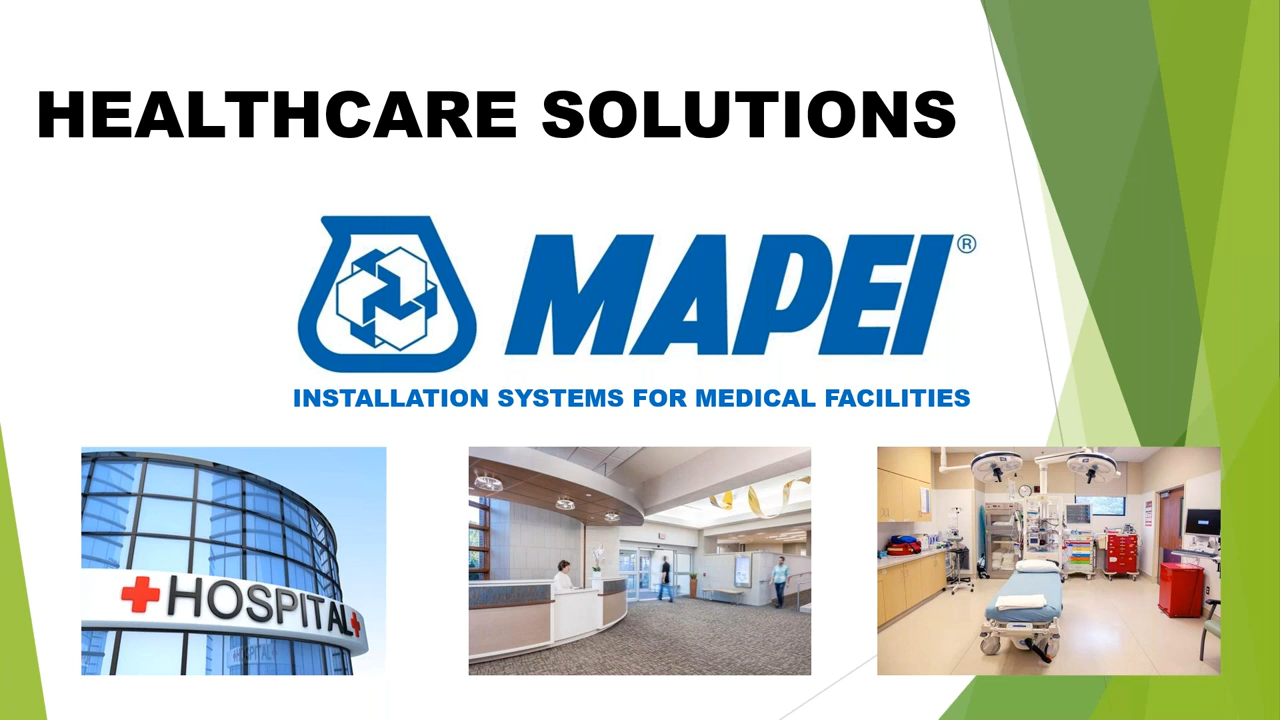 HEALTHCARE SOLUTIONS
MAPEI®
INSTALLATION SYSTEMS FOR MEDICAL FACILITIES
HOSPITAL